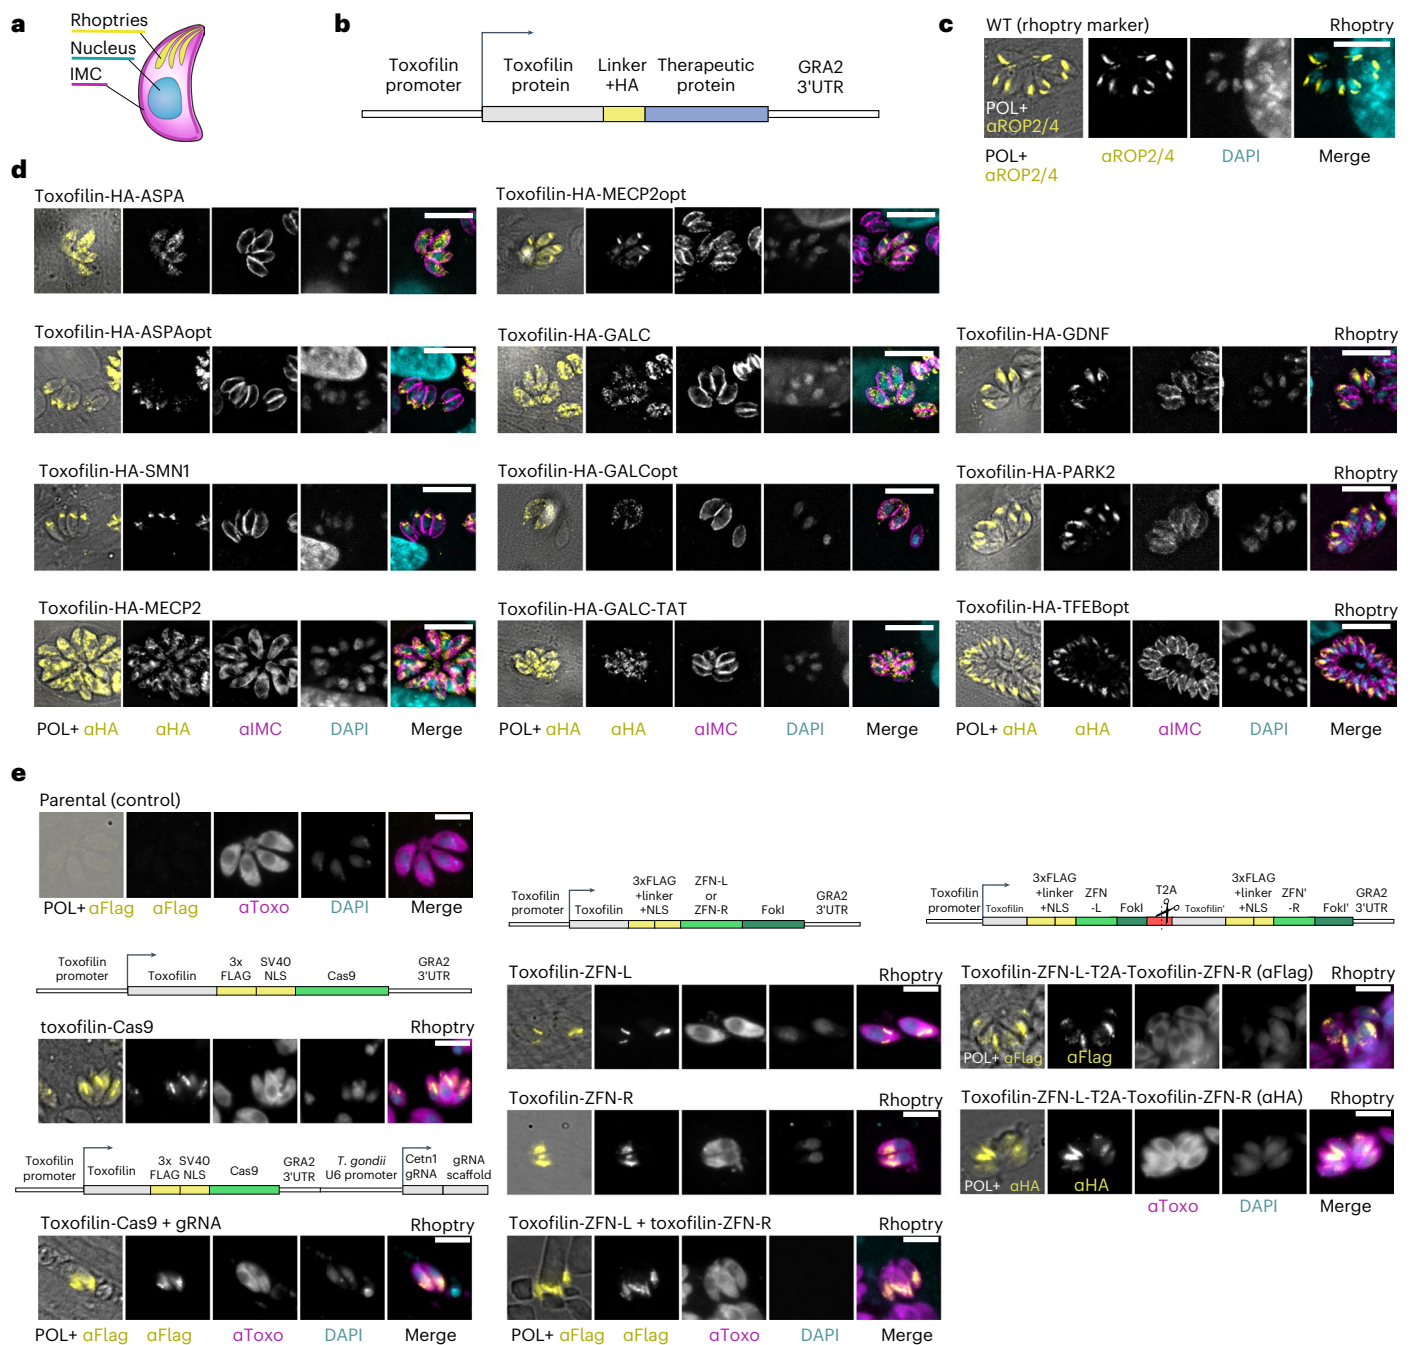 a
Rhoptries
Nucleus
IMC
b
Toxofilin
promoter
Toxofilin
protein
Linker
+HA
Therapeutic
protein
GRA2
3'UTR
c
WT (rhoptry marker)
Rhoptry
POL+
αROP2/4
POL+
αROP2/4
αROP2/4
DAPI
Merge
d
Toxofilin-HA-ASPA
Toxofilin-HA-MECP2opt
Toxofilin-HA-ASPAopt
Toxofilin-HA-GALC
Toxofilin-HA-GDNF
Rhoptry
Toxofilin-HA-SMN1
Toxofilin-HA-GALCopt
Toxofilin-HA-PARK2
Rhoptry
Toxofilin-HA-MECP2
Toxofilin-HA-GALC-TAT
Toxofilin-HA-TFEBopt
Rhoptry
POL+ αHA
αHA
αIMC
DAPI
Merge
POL+ αHA
αHA
αIMC
DAPI
Merge
POL+ αHA
αHA
αIMC
DAPI
Merge
e
Parental (control)
POL+ αFlag
αFlag
αToxo
DAPI
Merge
Toxofilin
promoter
Toxofilin
3x
FLAG
SV40
NLS
Cas9
GRA2
3'UTR
toxofilin-Cas9
Rhoptry
Toxofilin
promoter
Toxofilin
3x
FLAG
SV40
NLS
Cas9
GRA2
3'UTR
T. gondii
U6 promoter
Cetn1
gRNA
gRNA
scaffold
Toxofilin-Cas9 + gRNA
Rhoptry
POL+ αFlag
αFlag
αToxo
DAPI
Merge
Toxofilin
promoter
Toxofilin
3xFLAG
+linker
+NLS
ZFN-L
or
ZFN-R
FokI
GRA2
3'UTR
Toxofilin-ZFN-L
Rhoptry
Toxofilin-ZFN-R
Rhoptry
Toxofilin-ZFN-L + toxofilin-ZFN-R
Rhoptry
POL+ αFlag
αFlag
αToxo
DAPI
Merge
Toxofilin
promoter
Toxofilin
3xFLAG
+linker
+NLS
ZFN
-L
FokI
T2A
Toxofilin'
3xFLAG
+linker
+NLS
ZFN'
-R
FokI'
GRA2
3'UTR
Toxofilin-ZFN-L-T2A-Toxofilin-ZFN-R (αFlag)
Rhoptry
POL+ αFlag
αFlag
Toxofilin-ZFN-L-T2A-Toxofilin-ZFN-R (αHA)
Rhoptry
POL+ αHA
αHA
αToxo
DAPI
Merge